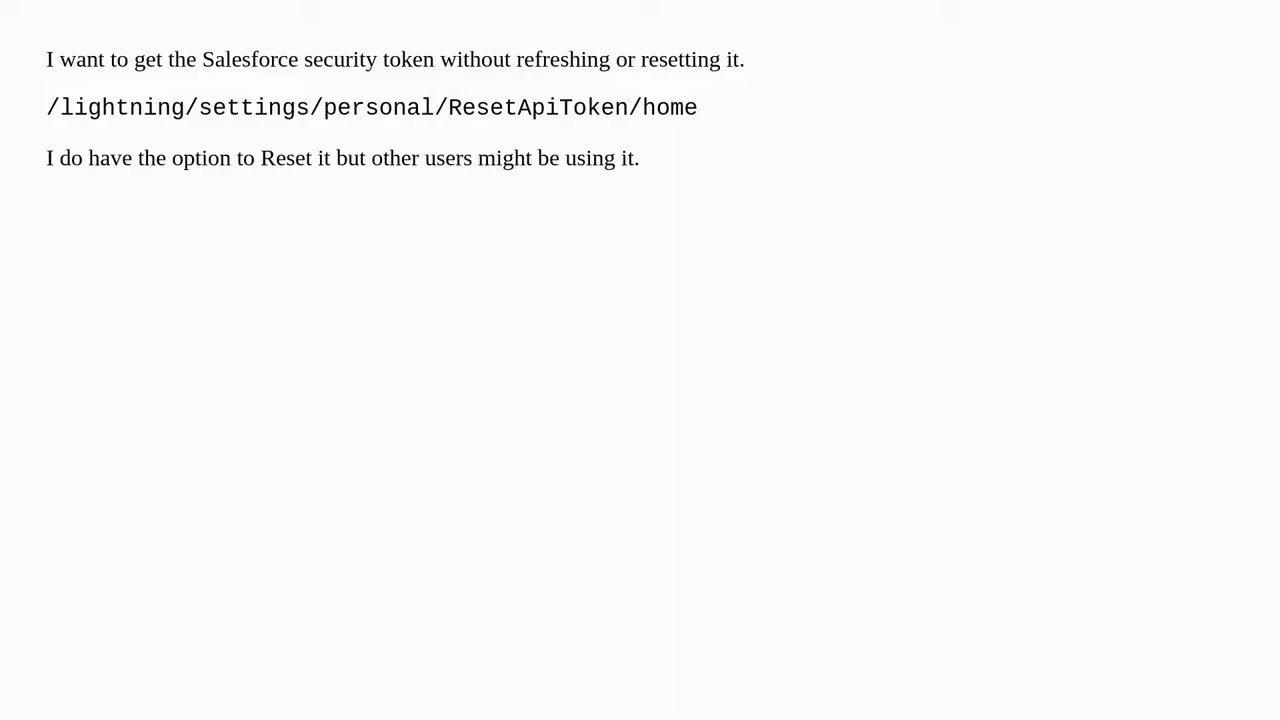 I want to get the Salesforce security token without refreshing or resetting it.
/lightning/settings/personal/ResetApiToken/home
I do have the option to Reset it but other users might be using it.